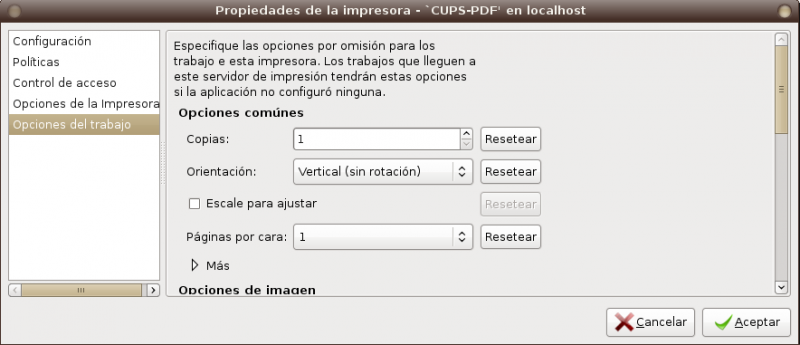 Propiedades de la impresora - `CUPS-PDF' en localhost
Configuración
Políticas
Control de acceso
Opciones de la Impresora
Opciones del trabajo
Especifique las opciones por omisión para los
trabajo e esta impresora. Los trabajos que lleguen a
este servidor de impresión tendrán estas opciones
si la aplicación no configuró ninguna.
Opciones comúnes
Copias: 1 Resetear
Orientación: Vertical (sin rotación) Resetear
Escale para ajustar Resetear
Páginas por cara: 1 Resetear
Más
Opciones de imagen
Cancelar Aceptar